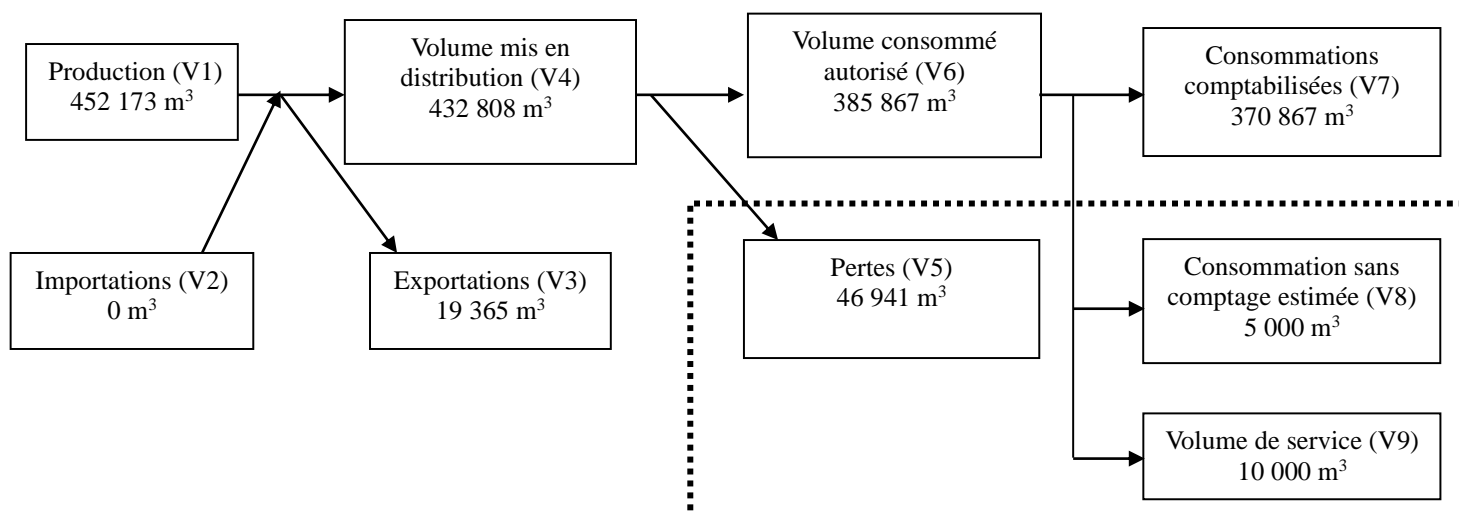 Production (V1)
452 173 m³
Volume mis en
distribution (V4)
432 808 m³
Volume consommé
autorisé (V6)
385 867 m³
Consommations
comptabilisées (V7)
370 867 m³
Importations (V2)
0 m³
Exportations (V3)
19 365 m³
Pertes (V5)
46 941 m³
Consommation sans
comptage estimée (V8)
5 000 m³
Volume de service (V9)
10 000 m³